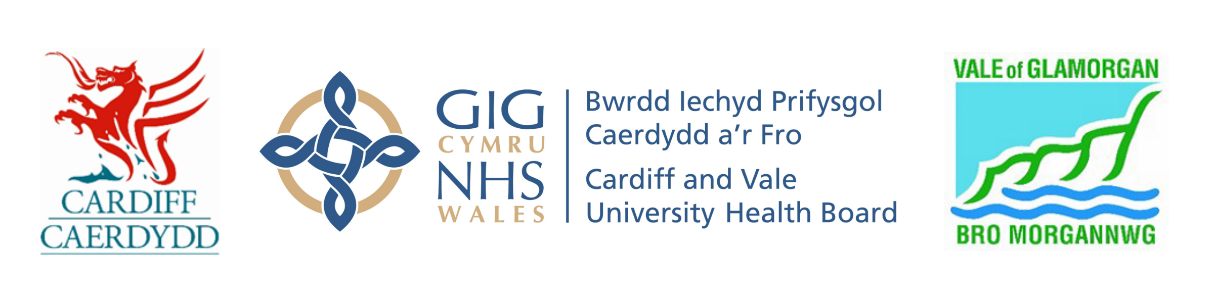 CARDIFF
CAERDYDD
GIG
CYMRU
NHS
WALES
Bwrdd Iechyd Prifysgol
Caerdydd a'r Fro
Cardiff and Vale
University Health Board
VALE of GLAMORGAN
BRO MORGANNWG